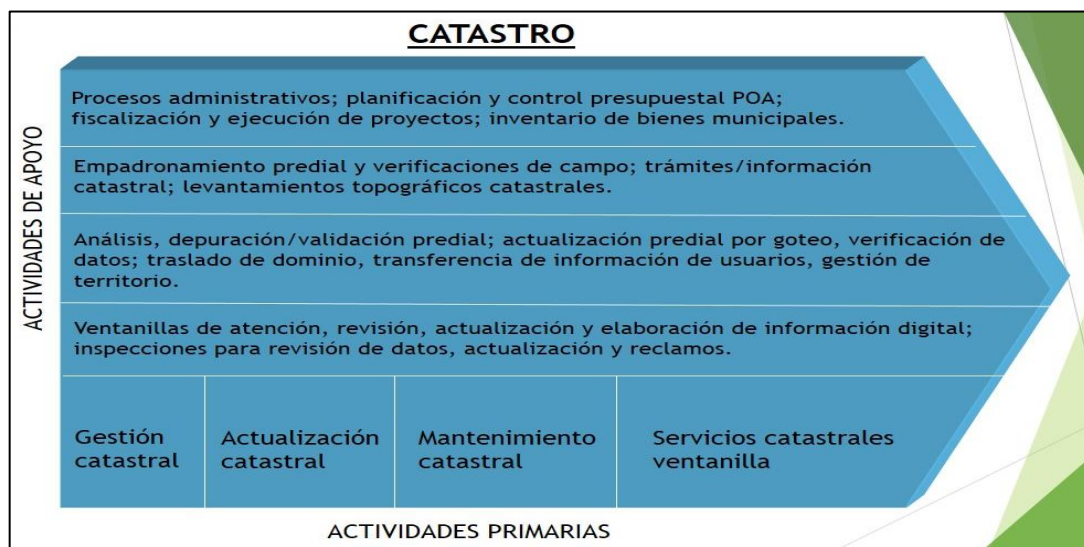 CATASTRO
ACTIVIDADES DE APOYO
Procesos administrativos; planificación y control presupuestal POA;
fiscalización y ejecución de proyectos; inventario de bienes municipales.
Empadronamiento predial y verificaciones de campo; trámites/información
catastral; levantamientos topográficos catastrales.
Análisis, depuración/validación predial; actualización predial por goteo, verificación de
datos; traslado de dominio, transferencia de información de usuarios, gestión de
territorio.
Ventanillas de atención, revisión, actualización y elaboración de información digital;
inspecciones para revisión de datos, actualización y reclamos.
Gestión
catastral
Actualización
catastral
Mantenimiento
catastral
Servicios catastrales
ventanilla
ACTIVIDADES PRIMARIAS